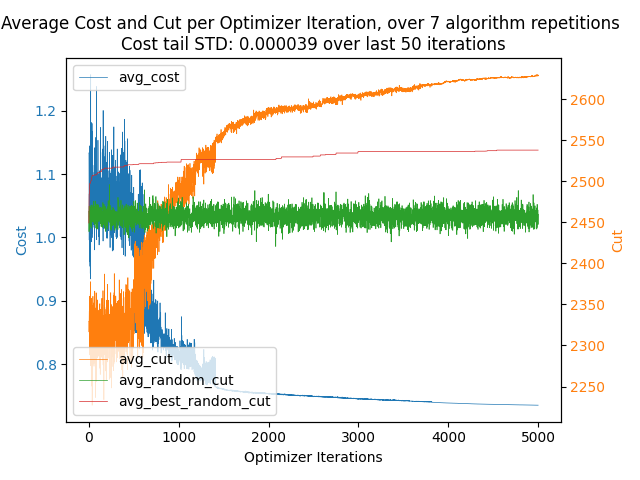 Average Cost and Cut per Optimizer Iteration, over 7 algorithm repetitions
Cost tail STD: 0.000039 over last 50 iterations
avg_cost
1.2
1.1
1.0
0.9
0.8
Cost
2600
2550
2500
2450
2400
2350
2300
2250
Cut
avg_cut
avg_random_cut
avg_best_random_cut
0
1000
2000
3000
4000
5000
Optimizer Iterations